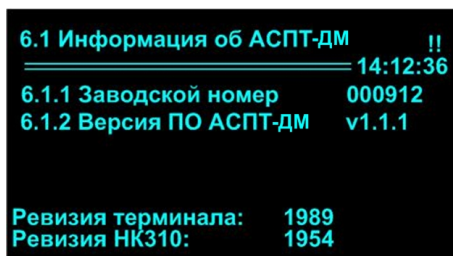 6.1 Информация об АСПТ-ДМ !!
14:12:36
6.1.1 Заводской номер 000912
6.1.2 Версия ПО АСПТ-ДМ v1.1.1
Ревизия терминала: 1989
Ревизия НК310: 1954